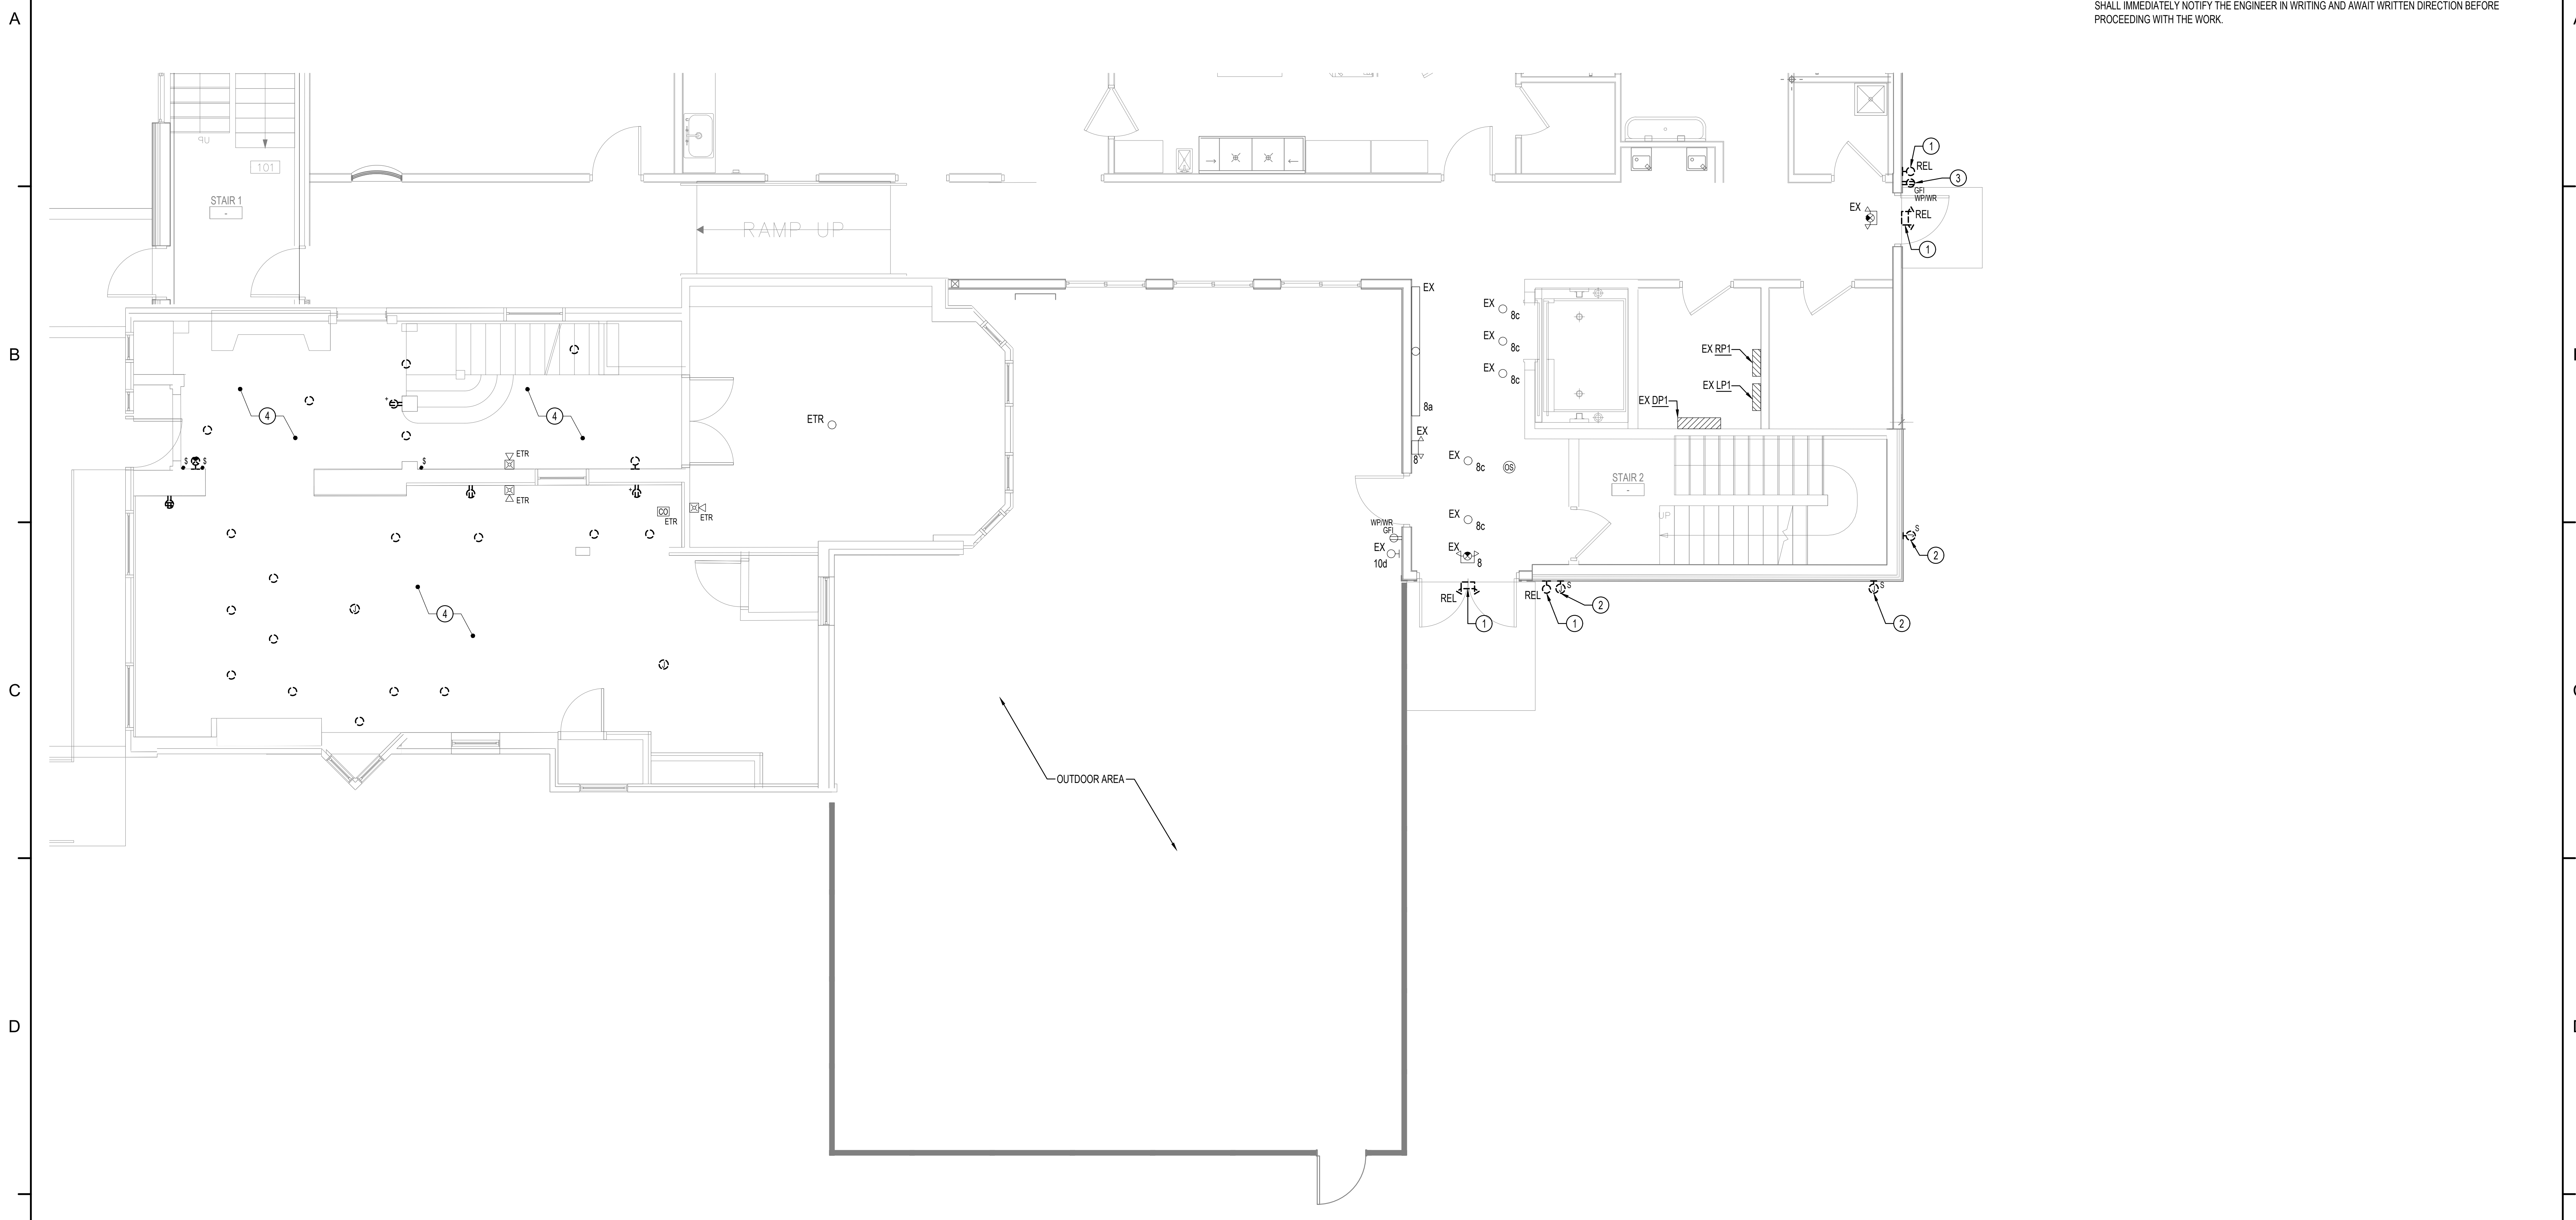 A
SHALL IMMEDIATELY NOTIFY THE ENGINEER IN WRITING AND AWAIT WRITTEN DIRECTION BEFORE
PROCEEDING WITH THE WORK.
UP
101
STAIR 1
-
RAMP UP
1
REL
3
GFI
WP/WR
EX
REL
1
EX
EX
8c
EX
8c
EX
8c
8a
EX
8
EX RP1
EX LP1
EX DP1
B
4
4
ETR
$
$
$
ETR
ETR
CO
ETR
ETR
EX
8c
OS
STAIR 2
-
UP
WP/WR
GFI
EX
10d
EX
8c
EX
8
S
2
REL
1
REL
1
S
2
S
2
4
J
J
C
OUTDOOR AREA
D